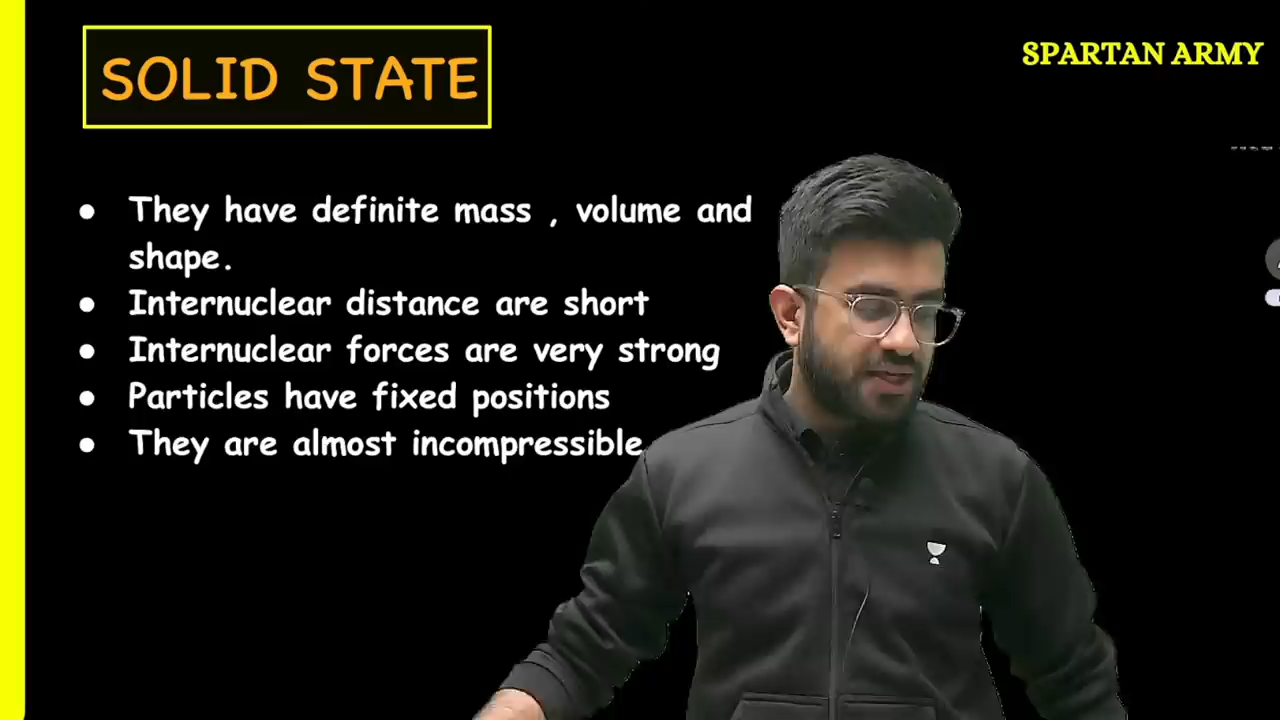 SOLID STATE
SPARTAN ARMY
● They have definite mass , volume and
shape.
● Internuclear distance are short
● Internuclear forces are very strong
● Particles have fixed positions
● They are almost incompressible